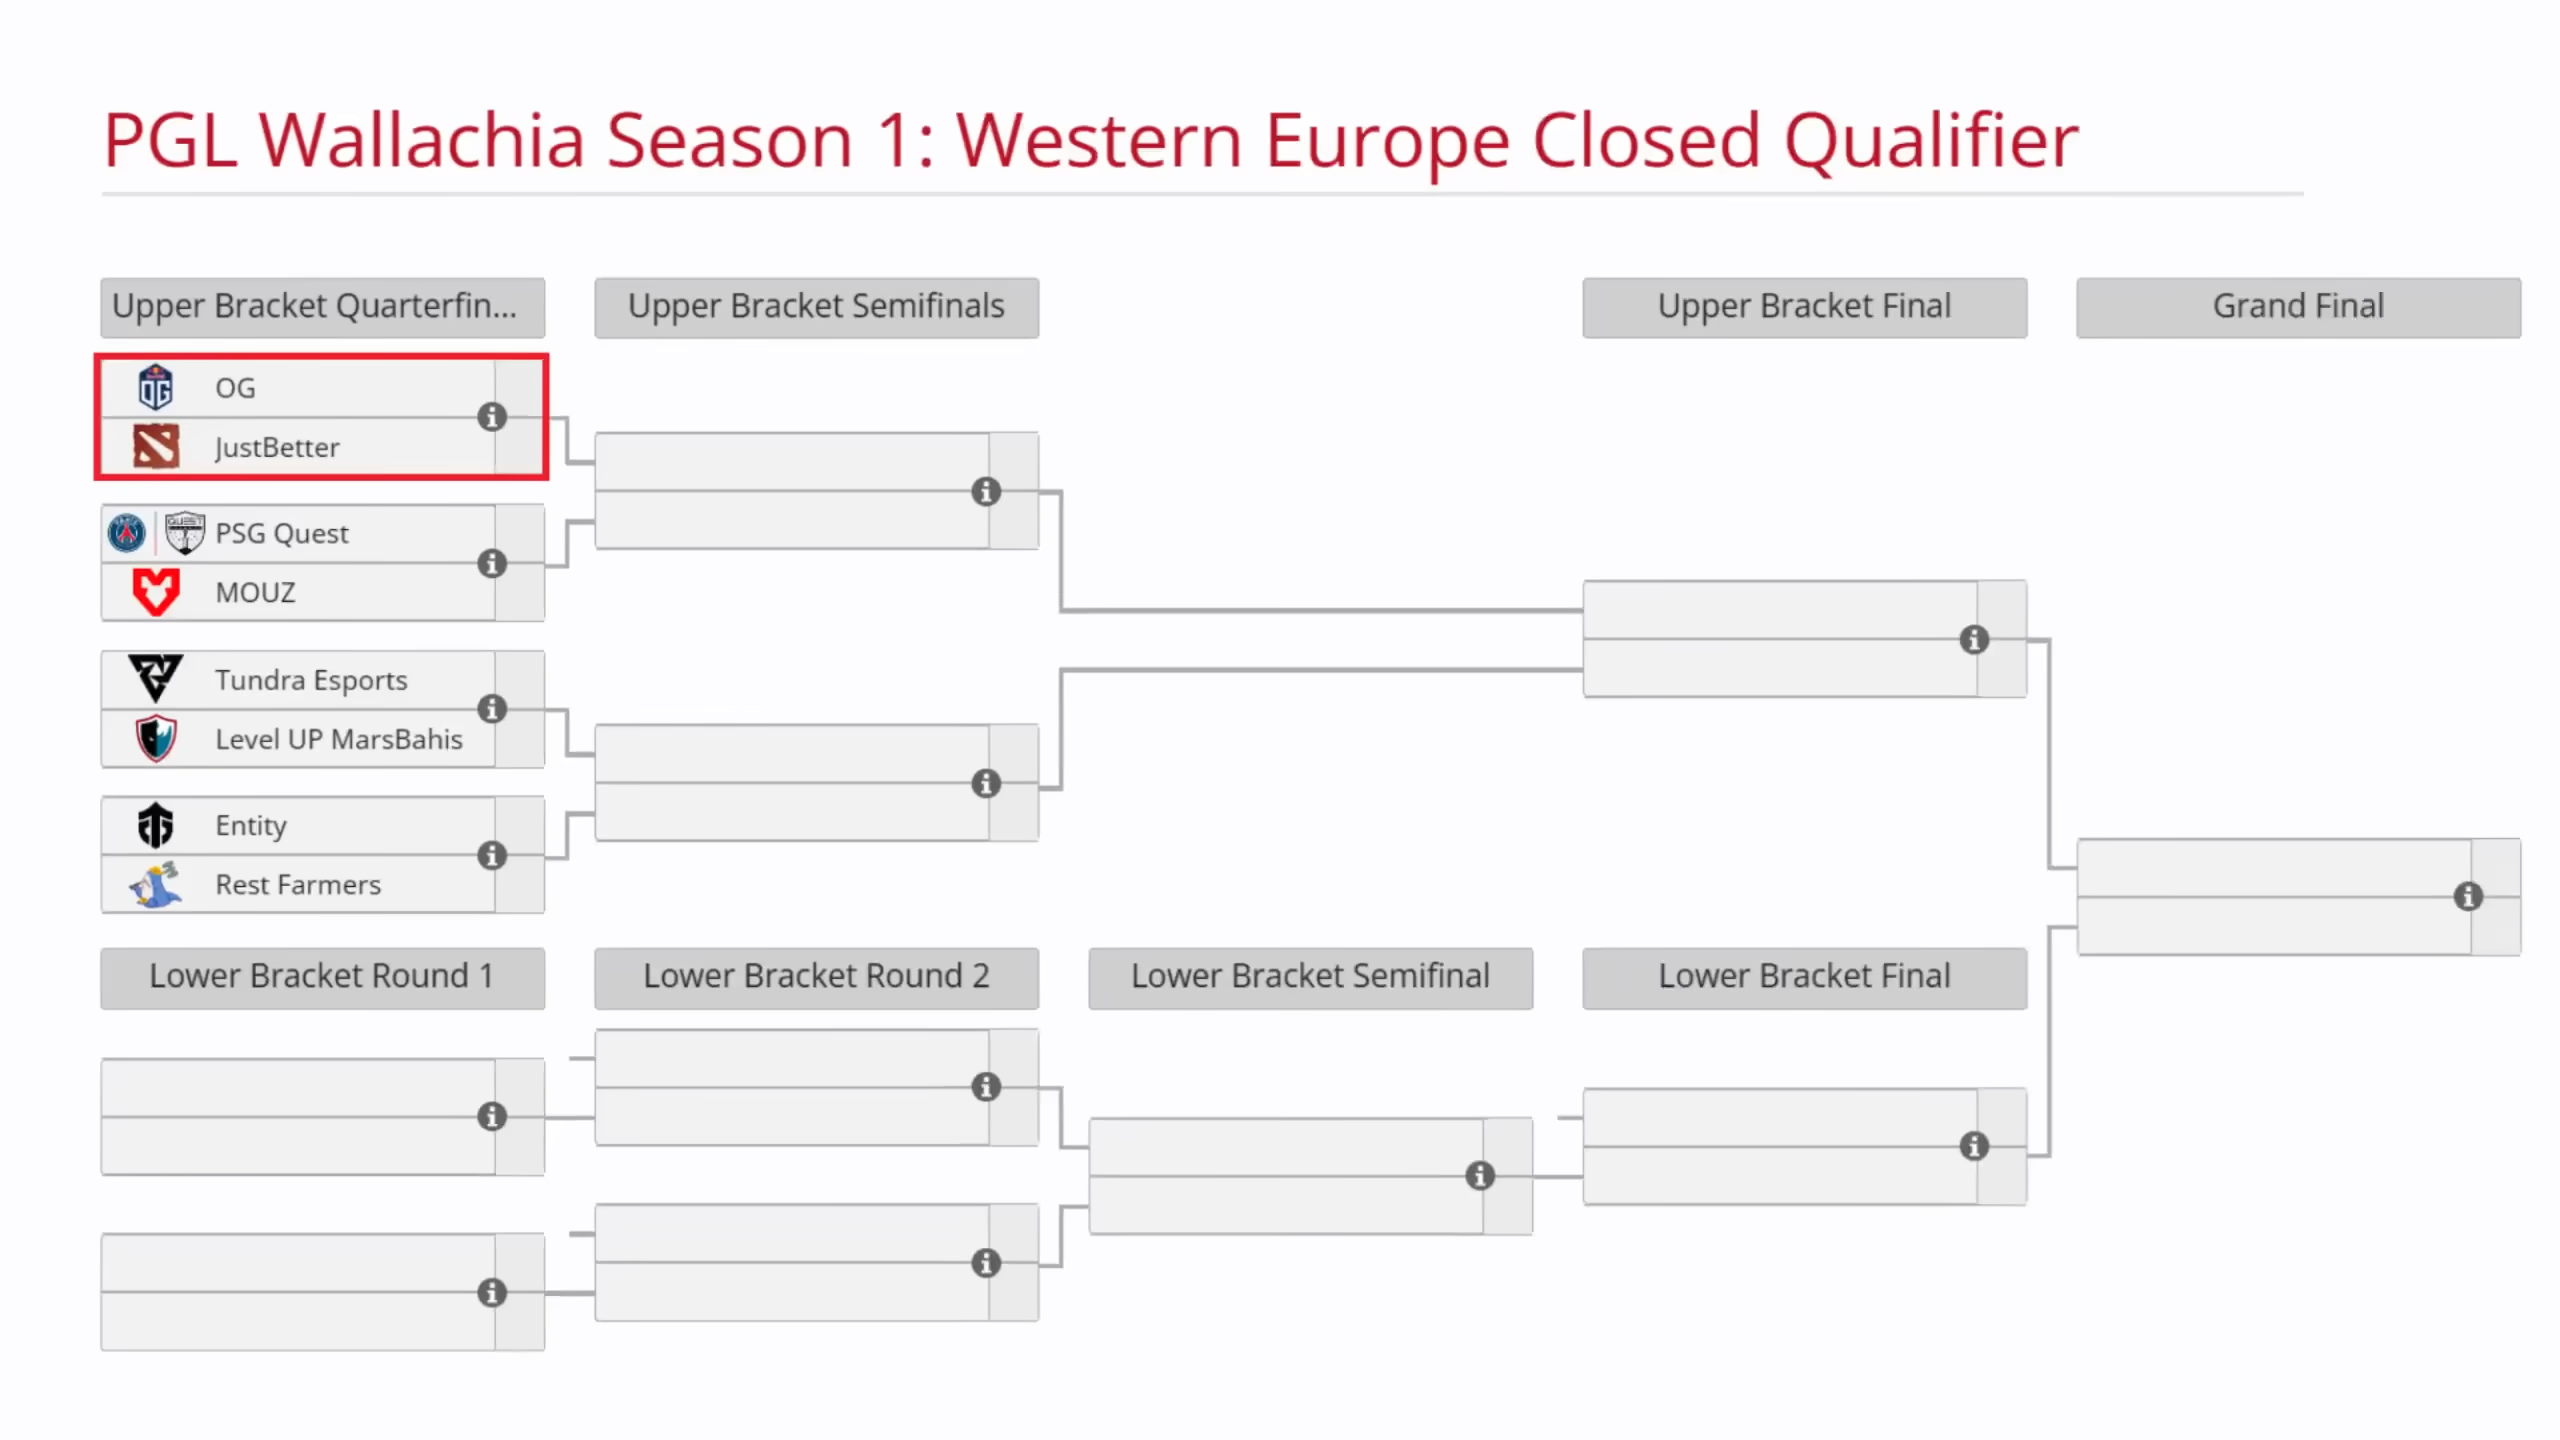 PGL Wallachia Season 1: Western Europe Closed Qualifier
Upper Bracket Quarterfin...
Upper Bracket Semifinals
Upper Bracket Final
Grand Final
OG
JustBetter
PSG Quest
MOUZ
Tundra Esports
Level UP MarsBahis
Entity
Rest Farmers
Lower Bracket Round 1
Lower Bracket Round 2
Lower Bracket Semifinal
Lower Bracket Final